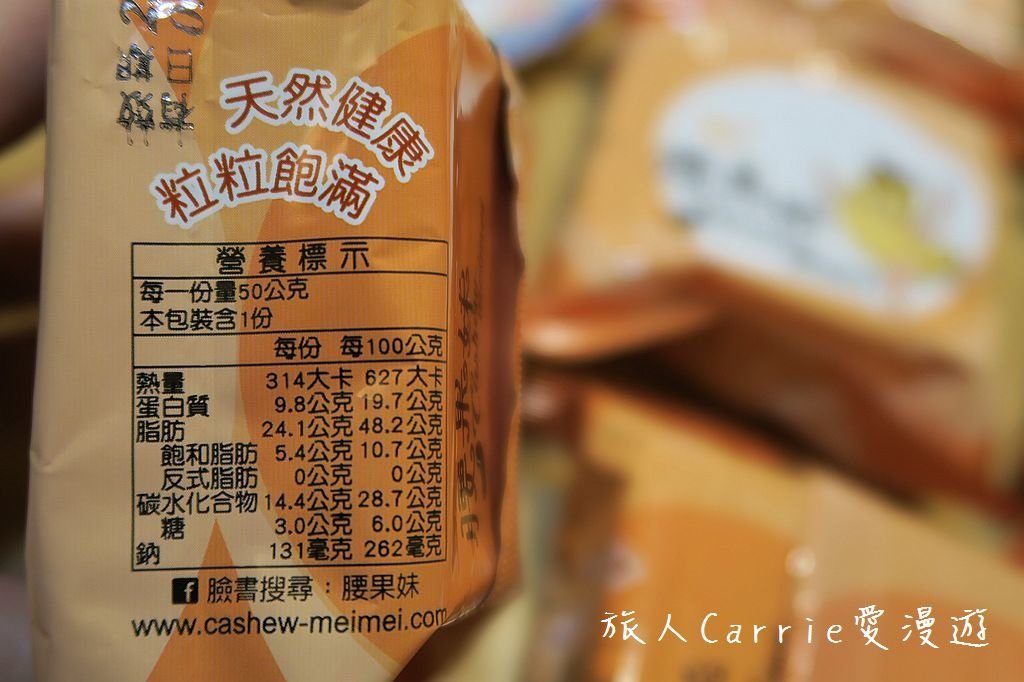 有效
日期
天然健康
粒粒飽滿
營養標示
每一份量50公克
本包裝含1份
每份 每100公克
熱量 314大卡 627大卡
蛋白質 9.8公克 19.7公克
脂肪 24.1公克 48.2公克
飽和脂肪 5.4公克 10.7公克
反式脂肪 0公克 0公克
碳水化合物 14.4公克 28.7公克
糖 3.0公克 6.0公克
鈉 131毫克 262毫克
臉書搜尋：腰果妹
www.cashew-meimei.com
旅人Carrie愛漫遊